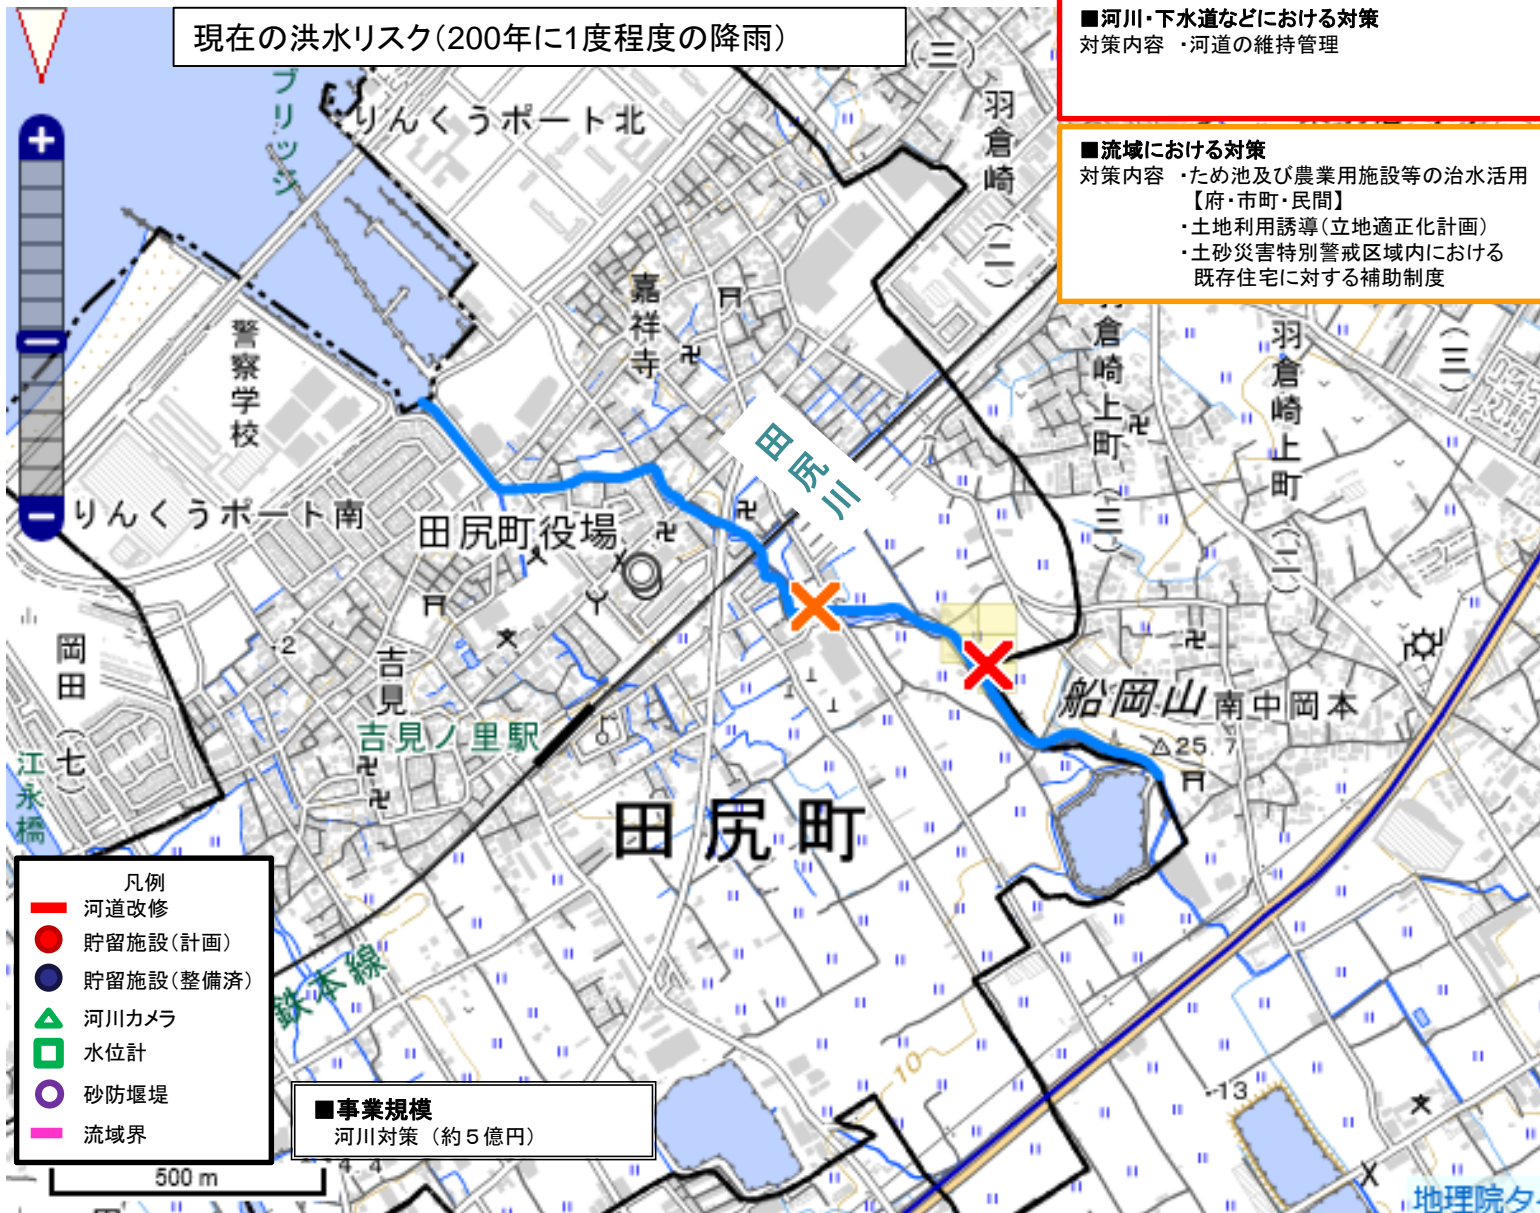 現在の洪水リスク(200年に1度程度の降雨)
■河川・下水道などにおける対策
対策内容 ・河道の維持管理
■流域における対策
対策内容 ・ため池及び農業用施設等の治水活用
【府・市町・民間】
・土地利用誘導(立地適正化計画)
・土砂災害特別警戒区域内における
既存住宅に対する補助制度
(三)
ブリッジ
りんくうポート北
羽倉崎(二)
嘉祥寺
警察学校
羽倉崎上町(三)
羽倉崎上町(二)
(三)
田尻川
りんくうポート南
田尻町役場
岡田(七)
2
吉見
吉見ノ里駅
船岡山
南中岡本
25.7
江永橋
田尻町
鉄本線
10
13
4.4
凡例
河道改修
貯留施設(計画)
貯留施設(整備済)
河川カメラ
水位計
砂防堰堤
流域界
■事業規模
河川対策 (約5億円)
500 m
地理院タ